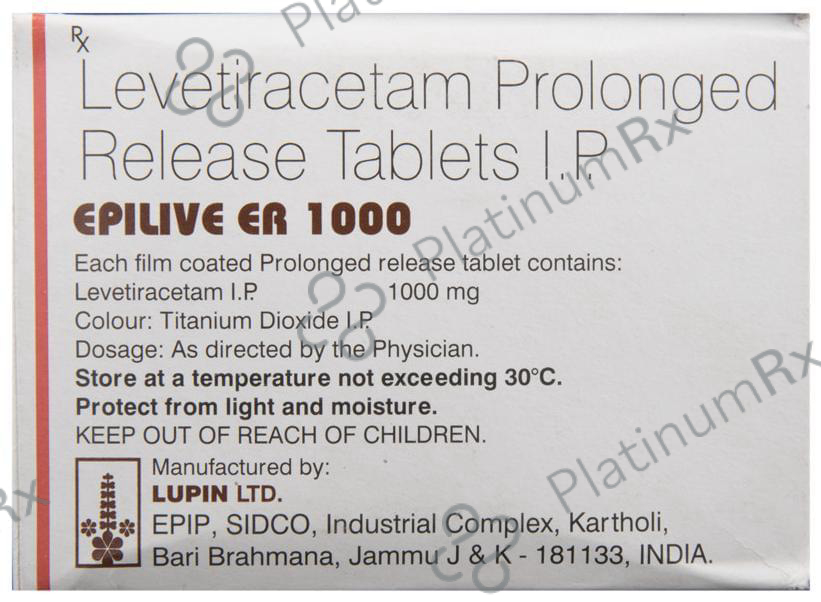 Rx
Levetiracetam Prolonged
Release Tablets I.P.
EPILIVE ER 1000
Each film coated Prolonged release tablet contains:
Levetiracetam I.P. 1000 mg
Colour: Titanium Dioxide I.P.
Dosage: As directed by the Physician.
Store at a temperature not exceeding 30°C.
Protect from light and moisture.
KEEP OUT OF REACH OF CHILDREN.
Manufactured by:
LUPIN LTD.
EPIP, SIDCO, Industrial Complex, Kartholi,
Bari Brahmana, Jammu J & K - 181133, INDIA.
PlatinumRx
PlatinumRx
Platinum
Rx